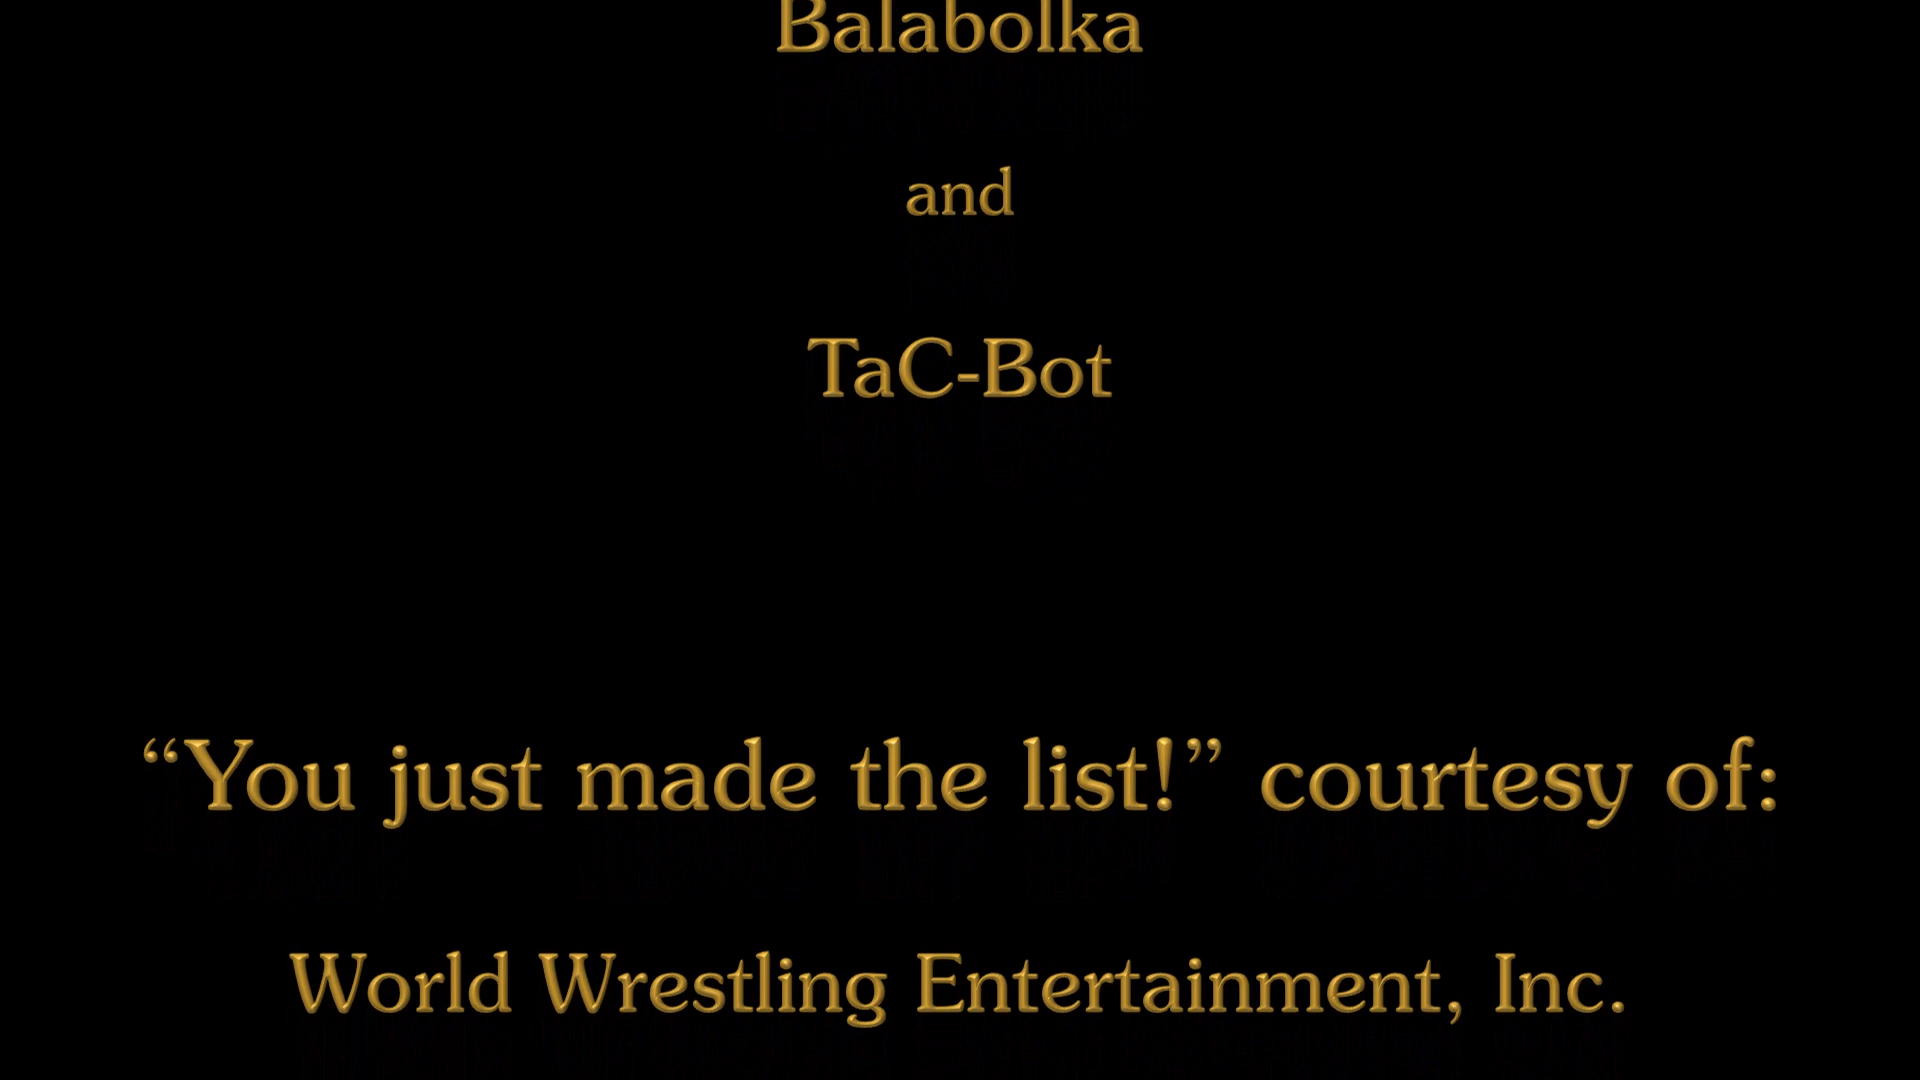 Balabolka
and
TaC-Bot
“You just made the list!” courtesy of:
World Wrestling Entertainment, Inc.